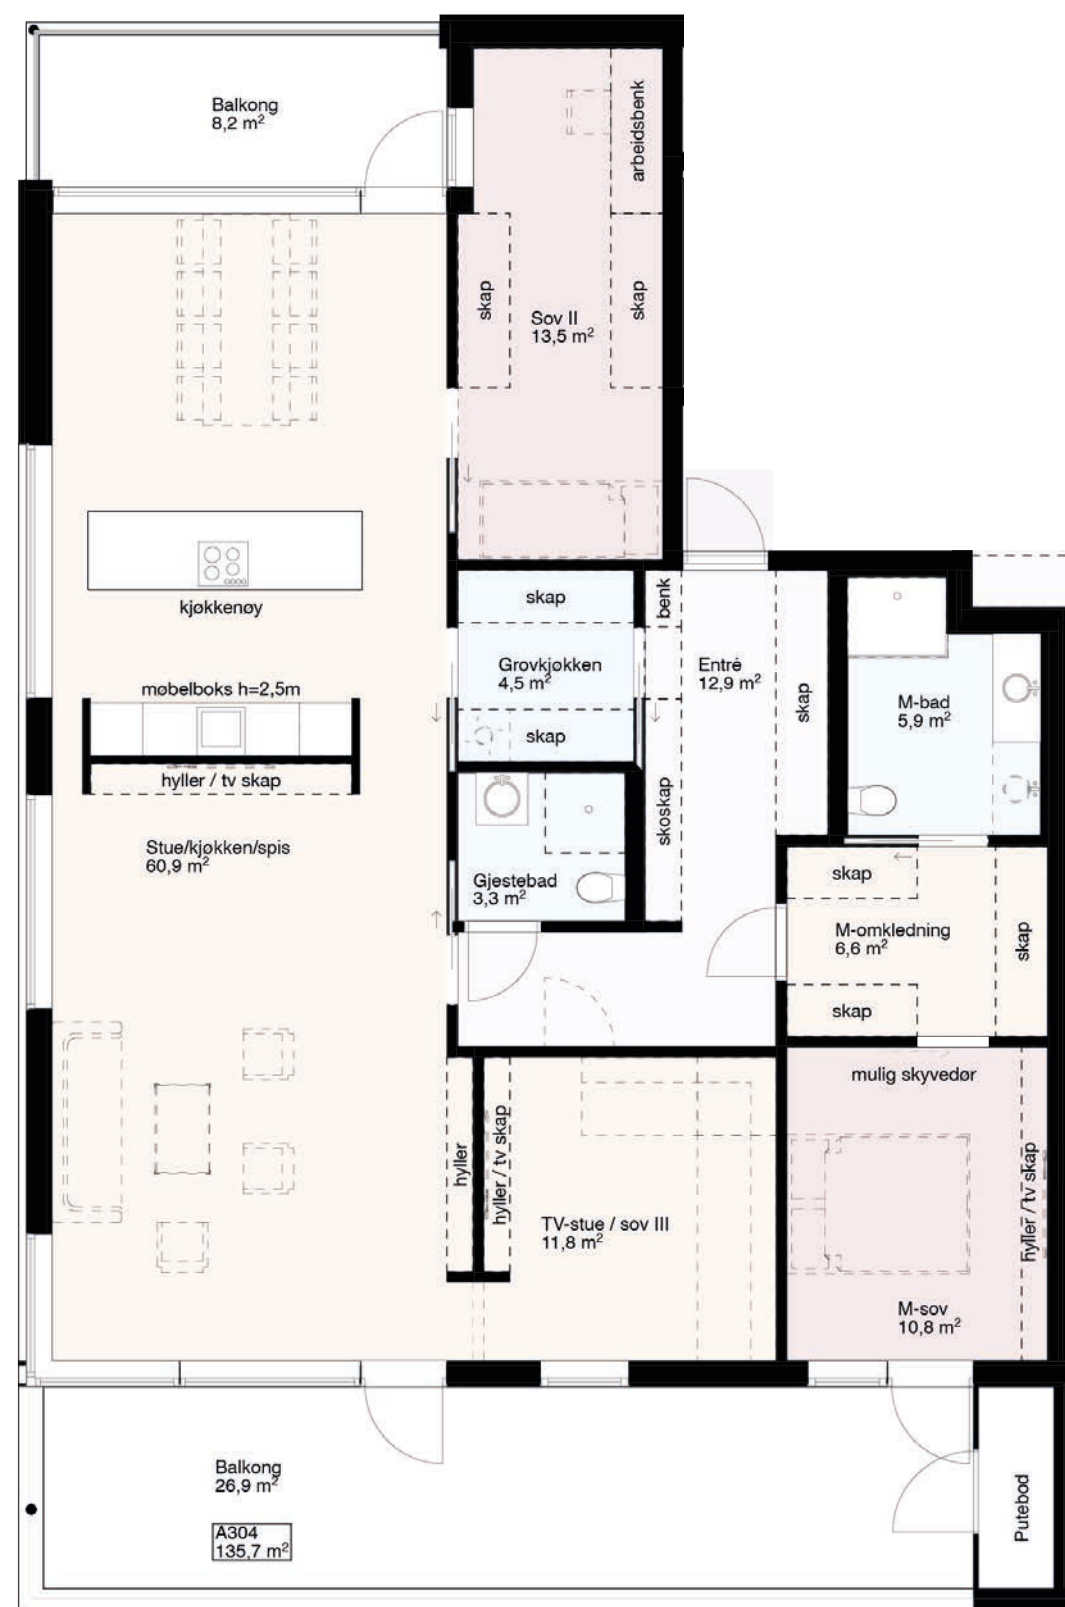 Balkong
8,2 m²
arbeidsbenk
skap
skap
Sov II
13,5 m²
kjøkkenøy
skap
benk
Grovkjøkken
4,5 m²
Entré
12,9 m²
møbelboks h=2,5m
skap
skap
M-bad
5,9 m²
hyller / tv skap
skoskap
Stue/kjøkken/spis
60,9 m²
Gjestebad
3,3 m²
skap
M-omkledning
6,6 m²
skap
skap
mulig skyvedør
hyller
hyller / tv skap
hyller / tv skap
TV-stue / sov III
11,8 m²
M-sov
10,8 m²
Balkong
26,9 m²
A304
135,7 m²
Putebod